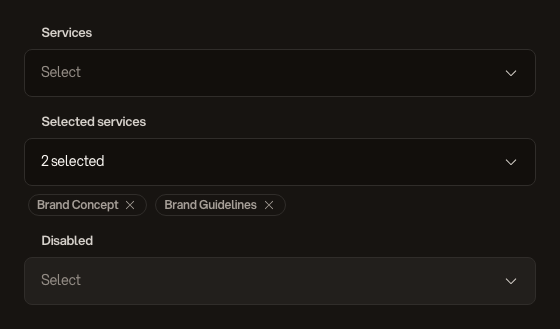 Services
Select
Selected services
2 selected
Brand Concept Brand Guidelines
Disabled
Select